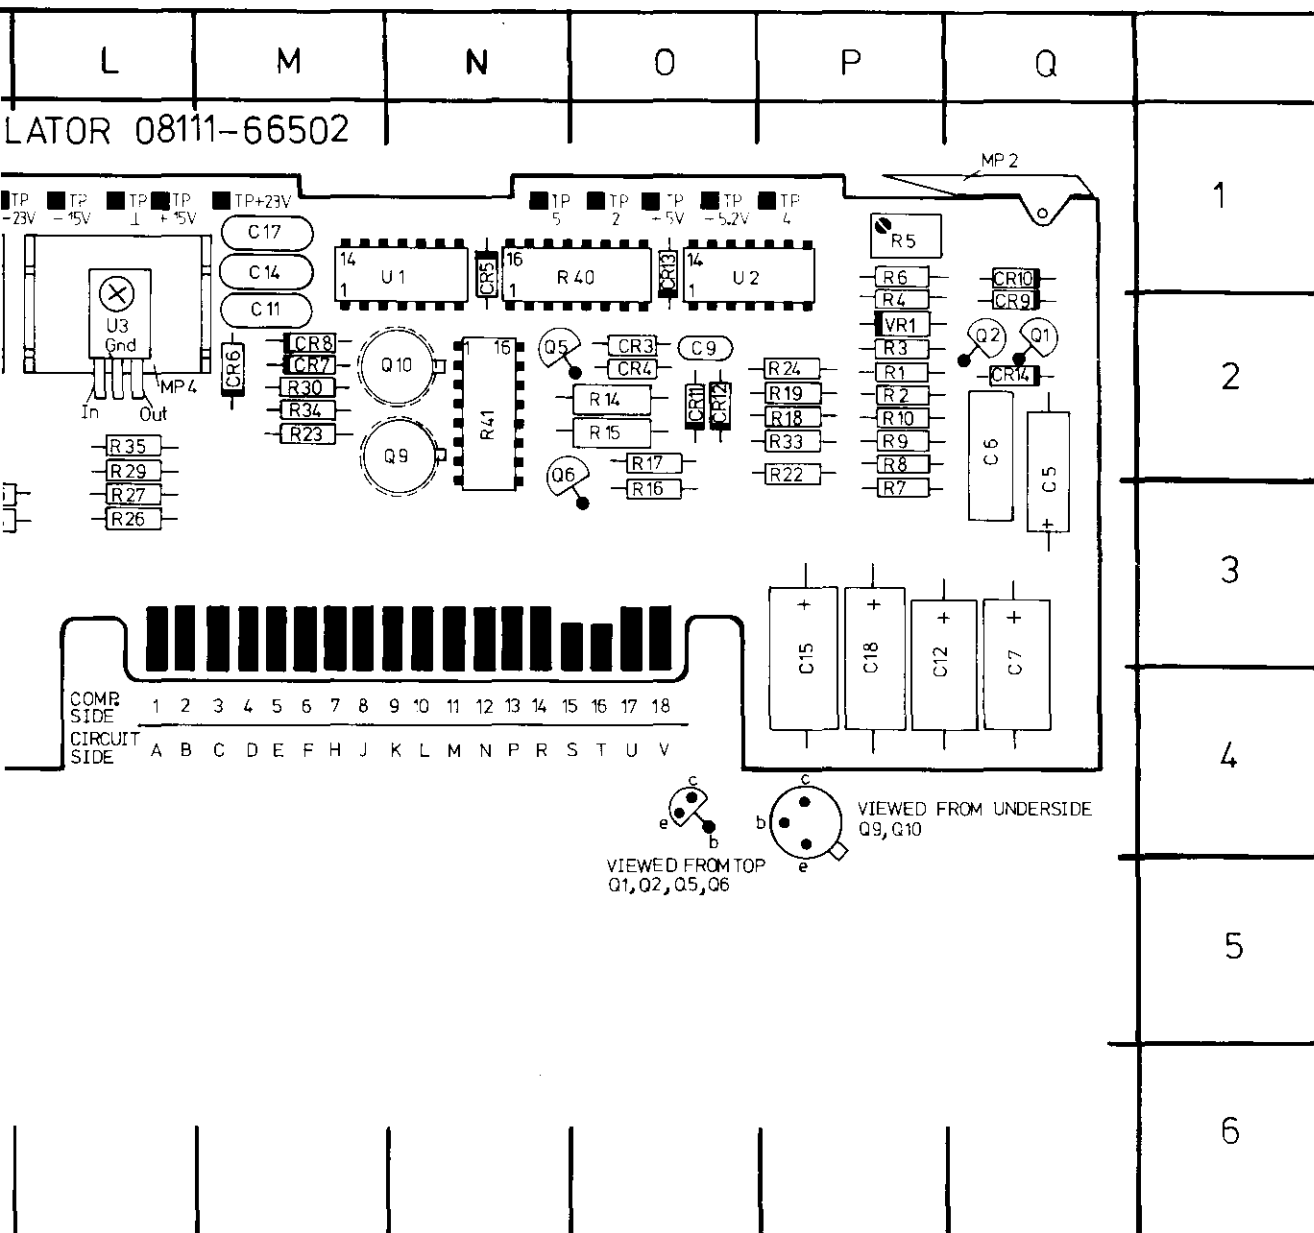 L M N O P Q
LATOR 08111-66502
MP2
TP -23V
TP -15V
TP ⊥
TP +15V
TP+23V
TP 5
TP 2
TP +5V
TP -5.2V
TP 4
1
C17
C14
C11
14
U1
1
CR5
16
R40
1
CR13
14
U2
1
R5
R6
R4
VR1
R3
R1
R2
R10
R9
R8
R7
CR10
CR9
Q2
Q1
CR14
C6
C5
+
2
U3
Gnd
MP4
In
Out
CR6
CR8
CR7
R30
R34
R23
Q10
Q9
1 16
R41
Q5
Q6
CR3
CR4
C9
R14
R15
CR11
CR12
R17
R16
R24
R19
R18
R33
R22
R35
R29
R27
R26
3
+
C15
+
C18
+
C12
+
C7
COMP.
SIDE
1 2 3 4 5 6 7 8 9 10 11 12 13 14 15 16 17 18
CIRCUIT
SIDE
A B C D E F H J K L M N P R S T U V
4
c
e
b
VIEWED FROM TOP
Q1,Q2,Q5,Q6
c
b
e
VIEWED FROM UNDERSIDE
Q9,Q10
5
6